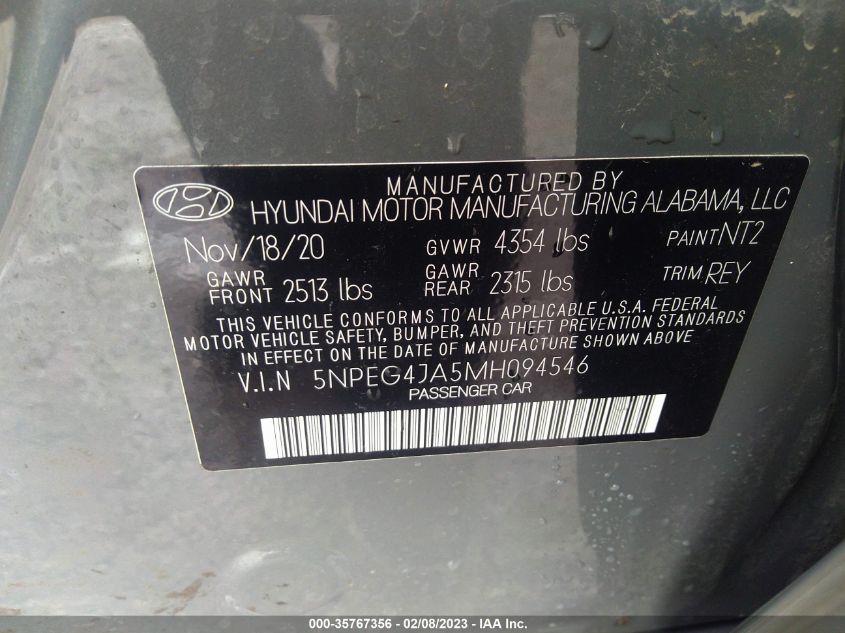 MANUFACTURED BY
HYUNDAI MOTOR MANUFACTURING ALABAMA, LLC
Nov/18/20 GVWR 4354 lbs PAINT NT2
GAWR FRONT 2513 lbs GAWR REAR 2315 lbs TRIM REY
THIS VEHICLE CONFORMS TO ALL APPLICABLE U.S.A. FEDERAL
MOTOR VEHICLE SAFETY, BUMPER, AND THEFT PREVENTION STANDARDS
IN EFFECT ON THE DATE OF MANUFACTURE SHOWN ABOVE
V.I.N 5NPEG4JA5MH094546
PASSENGER CAR
000-35767356 - 02/08/2023 - IAA Inc.